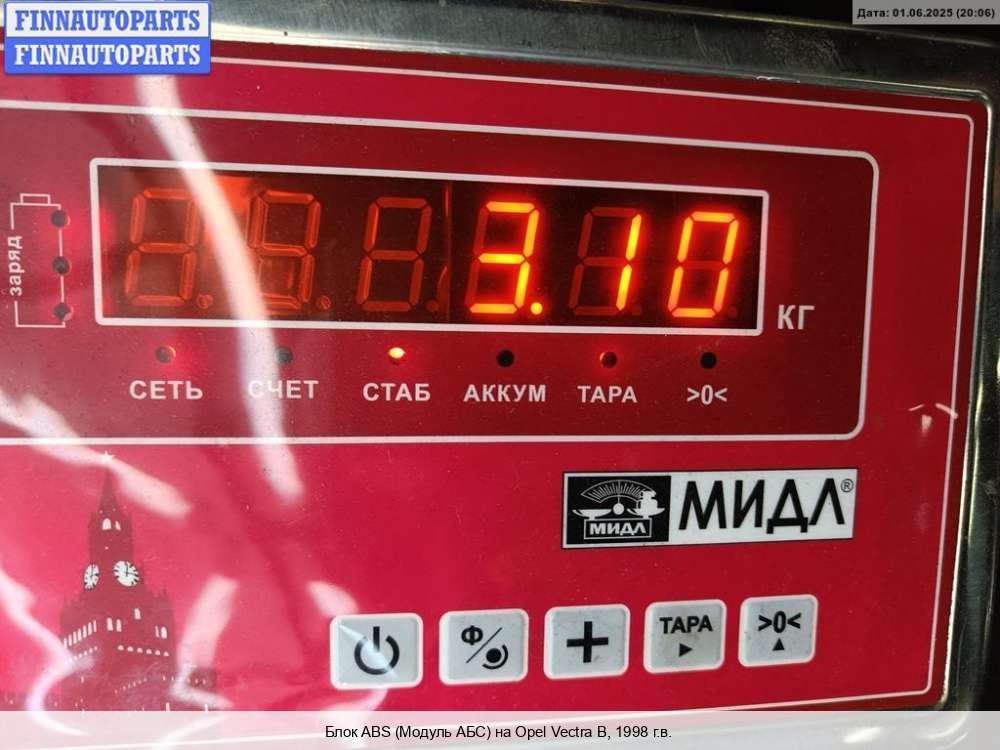 FINNAUTOPARTS
FINNAUTOPARTS
Дата: 01.06.2025 (20:06)
заряд
3.10
КГ
СЕТЬ СЧЕТ СТАБ АККУМ ТАРА >0<
МИДЛ МИДЛ®
Ф ТАРА >0<
Блок ABS (Модуль АБС) на Opel Vectra B, 1998 г.в.